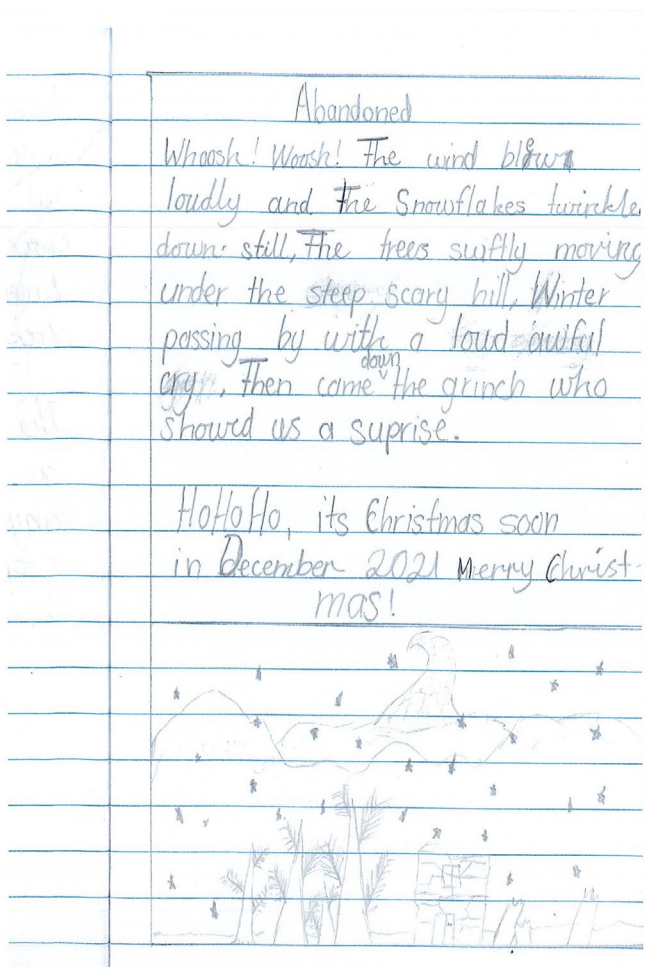 Abandoned
Whoosh! Woosh! The wind blown
loudly and the Snowflakes twinkle
down. still, The trees swiftly moving
under the steep scary hill, Winter
passing by with a loud awful
cry, Then came down the grinch who
showed us a suprise.
HoHoHo, its Christmas soon
in December 2021 Merry Christ-
mas!